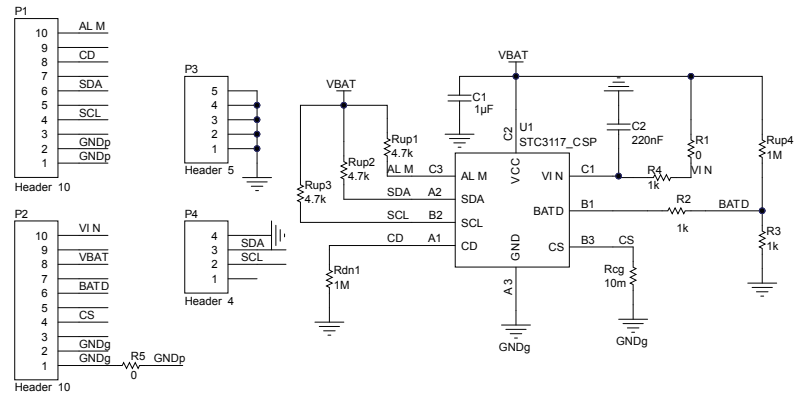 P1
10 AL M
9
8 CD
7
6 SDA
5
4 SCL
3
2 GNDp
1 GNDp
Header 10
P2
10 VIN
9
8 VBAT
7
6 BATD
5
4 CS
3
2 GNDg
1 GNDg R5 GNDp
0
Header 10
P3
5
4
3
2
1
Header 5
P4
4
3 SDA
2 SCL
1
Header 4
VBAT
Rup1
4.7k
Rup2
4.7k
Rup3
4.7k
AL M C3
SDA A2
SCL B2
CD A1
Rdn1
1M
VBAT
C1
1µF
C2
U1
STC3117_CSP
VCC
AL M
SDA
SCL
CD
VIN
BATD
CS
GND
A3
GNDg
C1
B1
B3 CS
Rcg
10m
GNDg
C2
220nF
R4
1k
R1
0
VIN
R2
1k
BATD
Rup4
1M
R3
1k